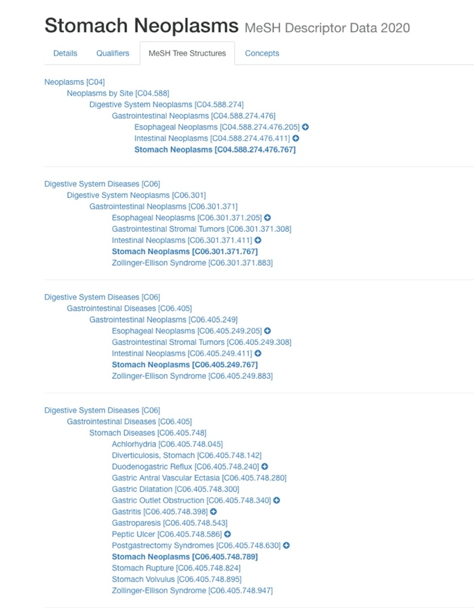 Stomach Neoplasms MeSH Descriptor Data 2020
Details Qualifiers MeSH Tree Structures Concepts
Neoplasms [C04]
Neoplasms by Site [C04.588]
Digestive System Neoplasms [C04.588.274]
Gastrointestinal Neoplasms [C04.588.274.476]
Esophageal Neoplasms [C04.588.274.476.205]
Intestinal Neoplasms [C04.588.274.476.411]
Stomach Neoplasms [C04.588.274.476.767]
Digestive System Diseases [C06]
Digestive System Neoplasms [C06.301]
Gastrointestinal Neoplasms [C06.301.371]
Esophageal Neoplasms [C06.301.371.205]
Gastrointestinal Stromal Tumors [C06.301.371.308]
Intestinal Neoplasms [C06.301.371.411]
Stomach Neoplasms [C06.301.371.767]
Zollinger-Ellison Syndrome [C06.301.371.883]
Digestive System Diseases [C06]
Gastrointestinal Diseases [C06.405]
Gastrointestinal Neoplasms [C06.405.249]
Esophageal Neoplasms [C06.405.249.205]
Gastrointestinal Stromal Tumors [C06.405.249.308]
Intestinal Neoplasms [C06.405.249.411]
Stomach Neoplasms [C06.405.249.767]
Zollinger-Ellison Syndrome [C06.405.249.883]
Digestive System Diseases [C06]
Gastrointestinal Diseases [C06.405]
Stomach Diseases [C06.405.748]
Achlorhydria [C06.405.748.045]
Diverticulosis, Stomach [C06.405.748.142]
Duodenogastric Reflux [C06.405.748.240]
Gastric Antral Vascular Ectasia [C06.405.748.280]
Gastric Dilatation [C06.405.748.300]
Gastric Outlet Obstruction [C06.405.748.340]
Gastritis [C06.405.748.398]
Gastroparesis [C06.405.748.543]
Peptic Ulcer [C06.405.748.586]
Postgastrectomy Syndromes [C06.405.748.630]
Stomach Neoplasms [C06.405.748.789]
Stomach Rupture [C06.405.748.824]
Stomach Volvulus [C06.405.748.895]
Zollinger-Ellison Syndrome [C06.405.748.947]